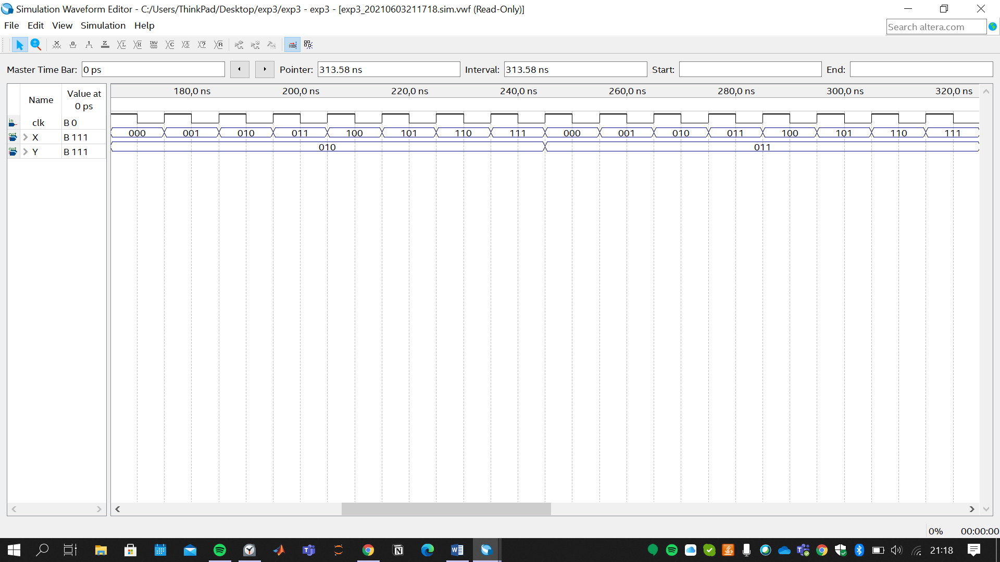 Simulation Waveform Editor - C:/Users/ThinkPad/Desktop/exp3/exp3 - exp3 - [exp3_20210603211718.sim.vwf (Read-Only)]
File Edit View Simulation Help
Search altera.com
Master Time Bar: 0 ps Pointer: 313.58 ns Interval: 313.58 ns Start: End:
Name Value at 0 ps
180,0 ns 200,0 ns 220,0 ns 240,0 ns 260,0 ns 280,0 ns 300,0 ns 320,0 ns
in clk B 0
out X B 111 000 001 010 011 100 101 110 111 000 001 010 011 100 101 110 111
out Y B 111 010 011
0% 00:00:00
21:18